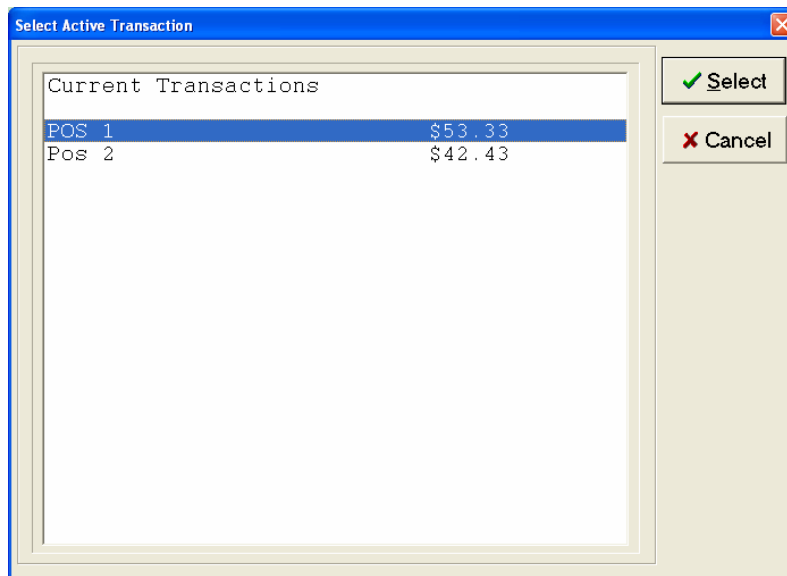 Select Active Transaction
Current Transactions
POS 1 $53.33
Pos 2 $42.43
Select
Cancel